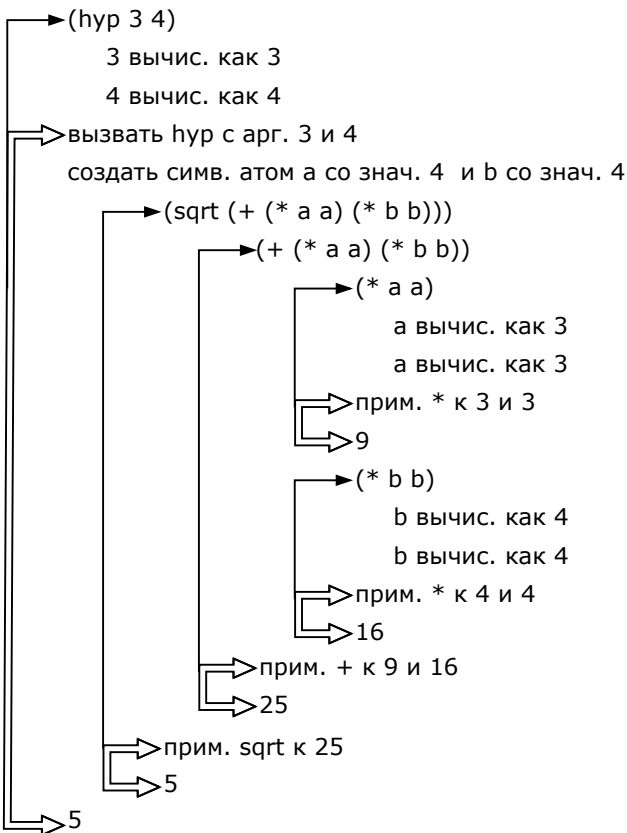 (hyp 3 4)
3 вычис. как 3
4 вычис. как 4
вызвать hyp с арг. 3 и 4
создать симв. атом a со знач. 4 и b со знач. 4
(sqrt (+ (* a a) (* b b)))
(+ (* a a) (* b b))
(* a a)
a вычис. как 3
a вычис. как 3
прим. * к 3 и 3
9
(* b b)
b вычис. как 4
b вычис. как 4
прим. * к 4 и 4
16
прим. + к 9 и 16
25
прим. sqrt к 25
5
5